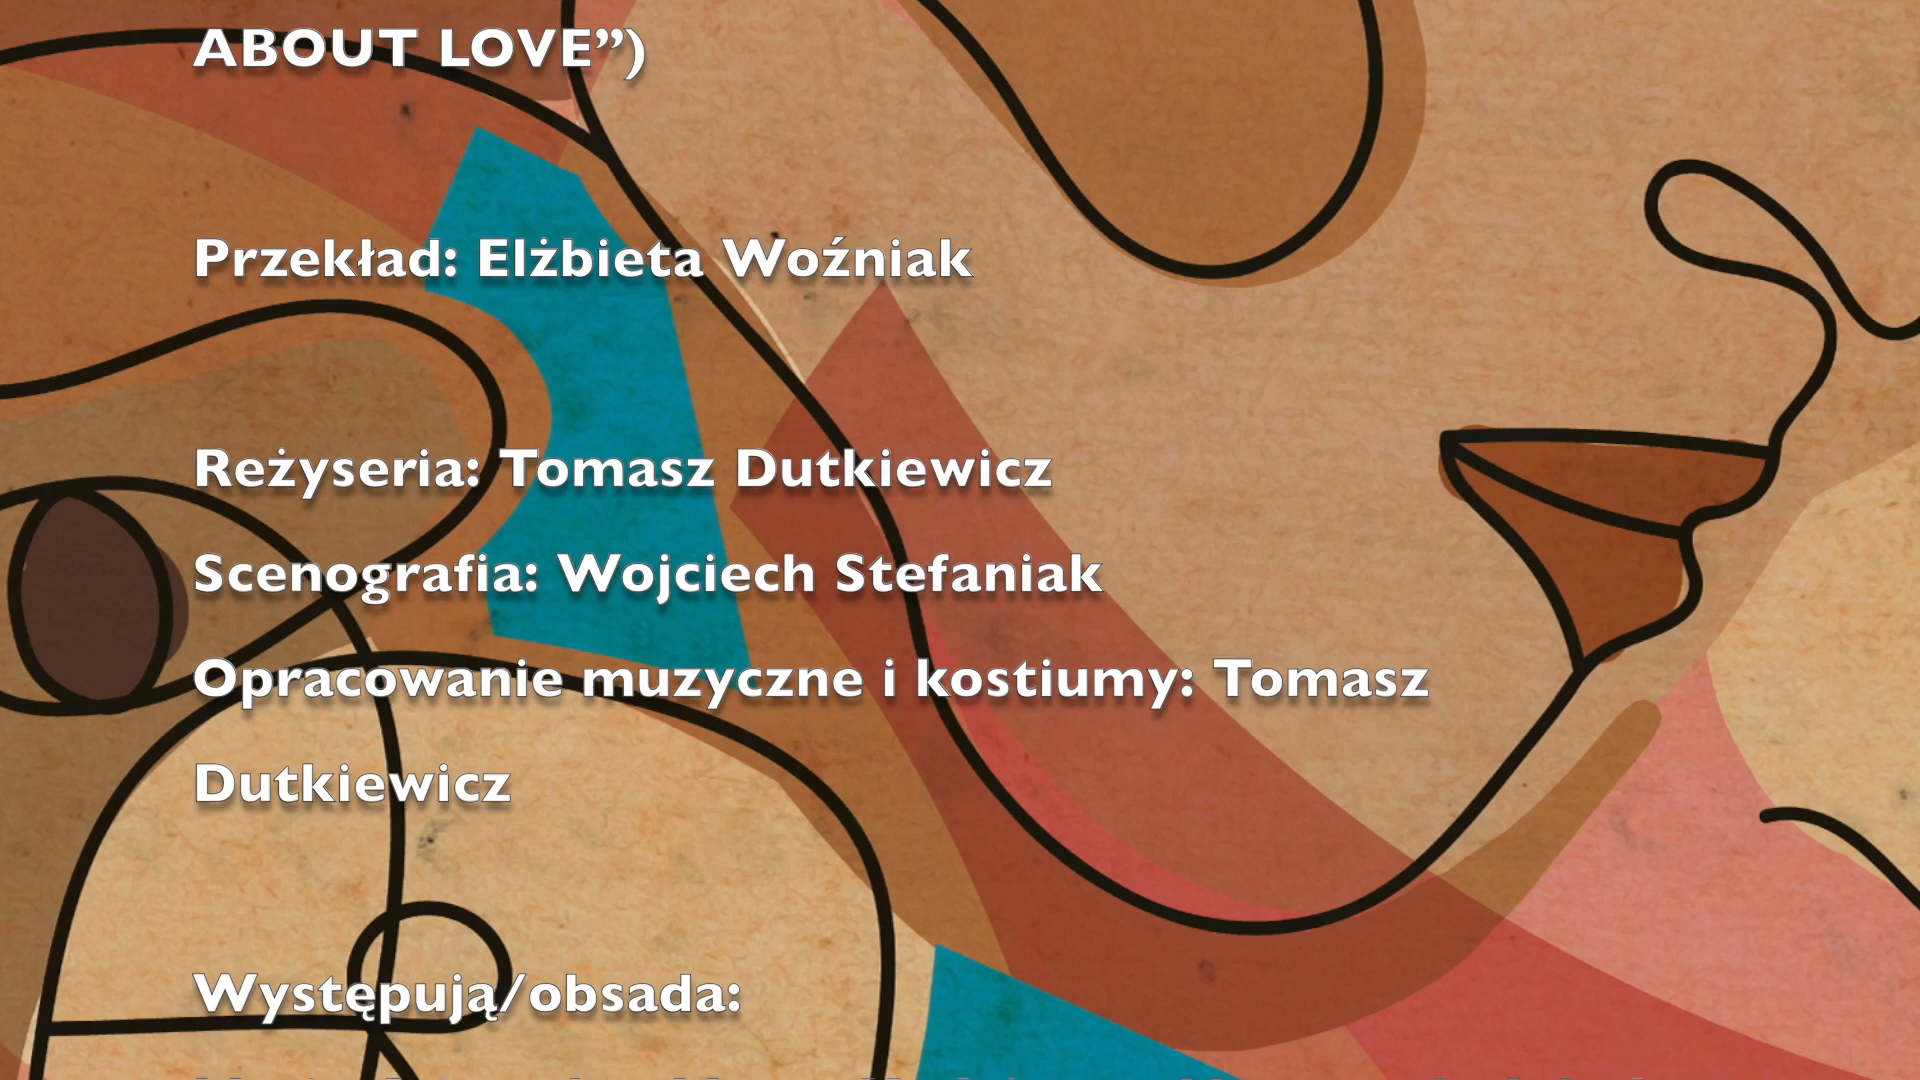 ABOUT LOVE”)
Przekład: Elżbieta Woźniak
Reżyseria: Tomasz Dutkiewicz
Scenografia: Wojciech Stefaniak
Opracowanie muzyczne i kostiumy: Tomasz
Dutkiewicz
Występują/obsada: